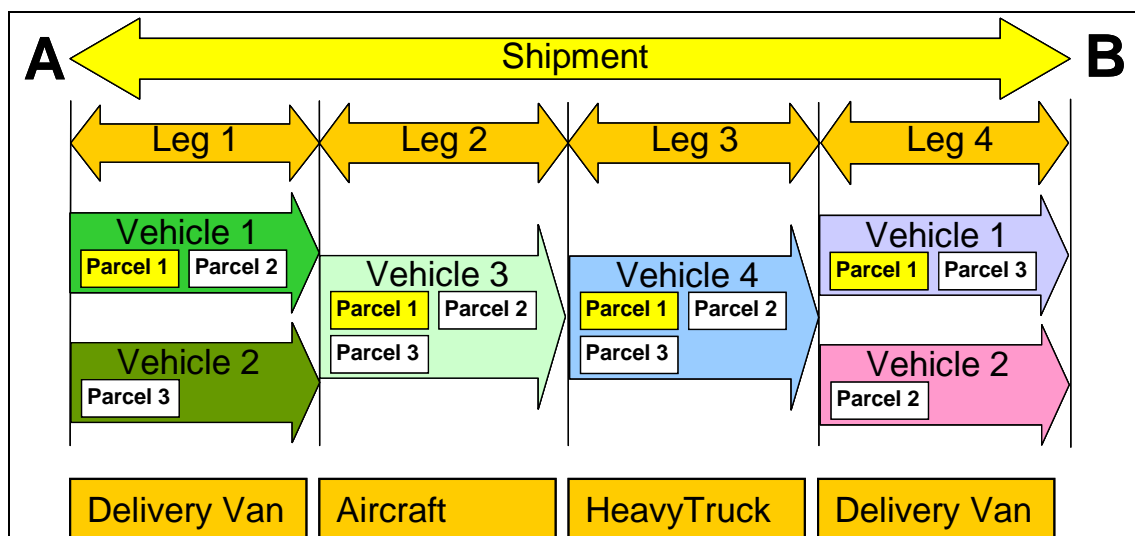 A
Shipment
B
Leg 1
Leg 2
Leg 3
Leg 4
Vehicle 1
Parcel 1 Parcel 2
Vehicle 2
Parcel 3
Vehicle 3
Parcel 1 Parcel 2
Parcel 3
Vehicle 4
Parcel 1 Parcel 2
Parcel 3
Vehicle 1
Parcel 1 Parcel 3
Vehicle 2
Parcel 2
Delivery Van
Aircraft
HeavyTruck
Delivery Van